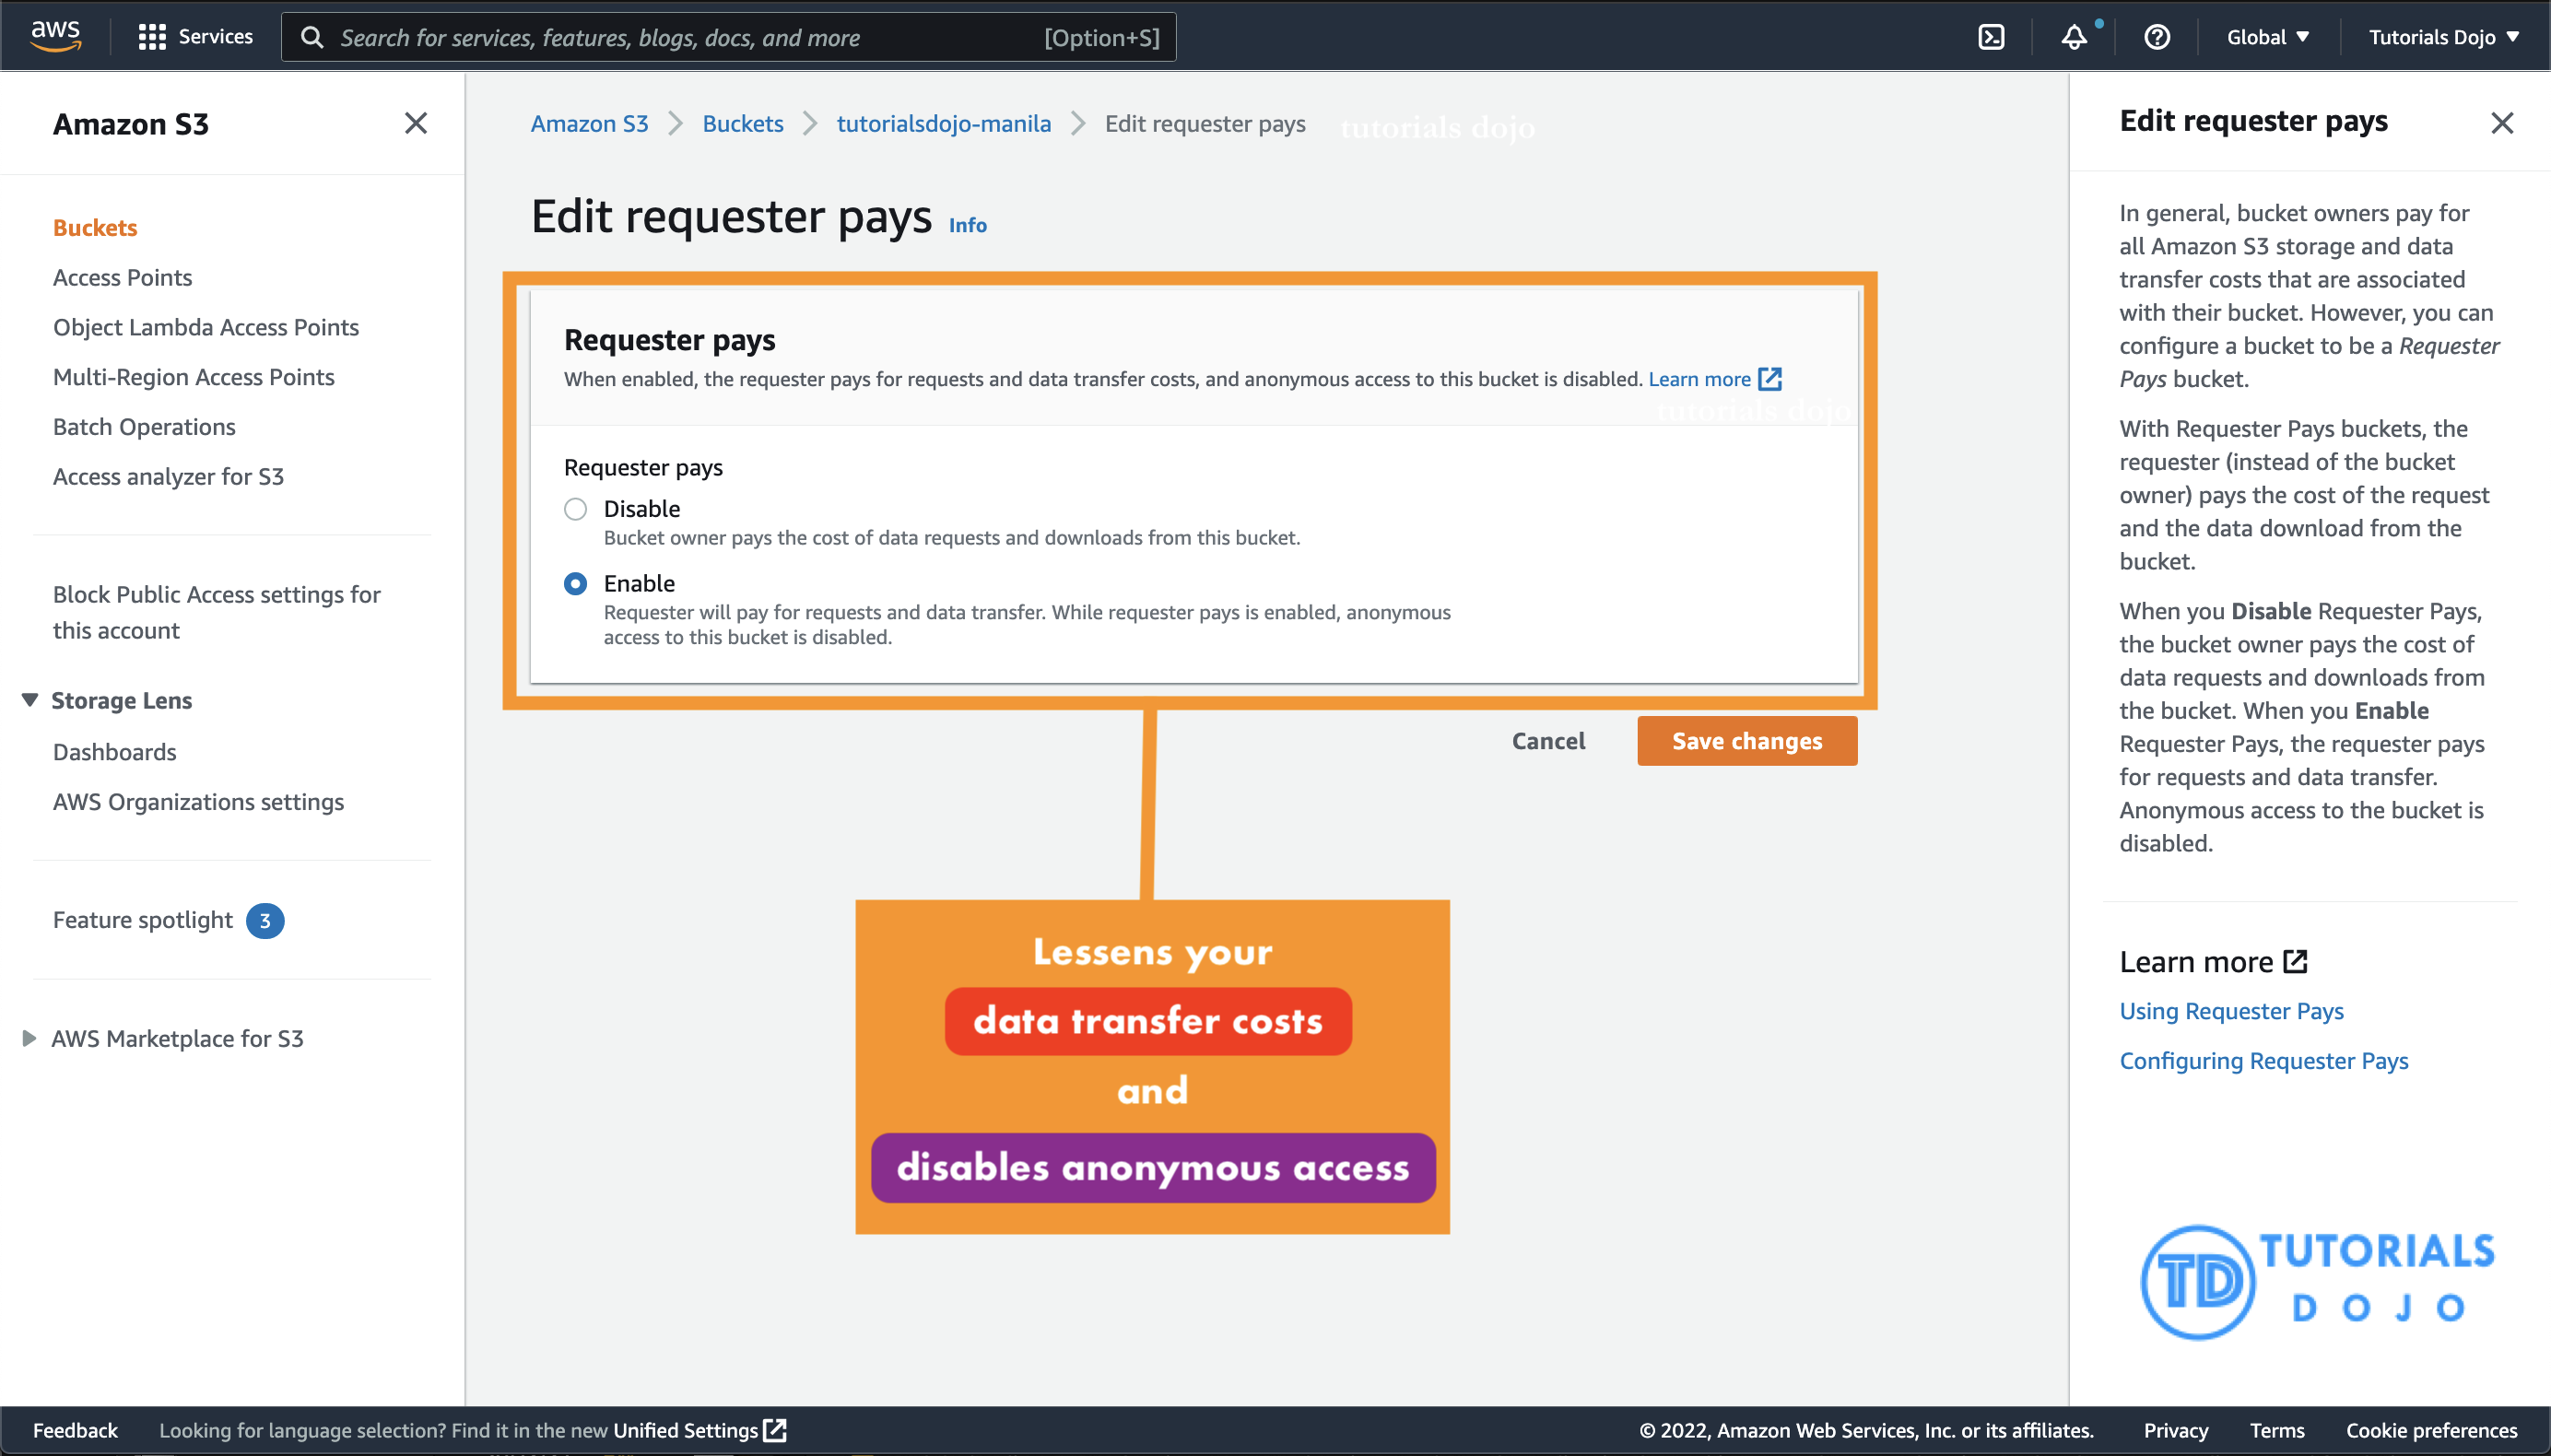 aws
Services
Search for services, features, blogs, docs, and more
[Option+S]
Global
Tutorials Dojo
Amazon S3
Buckets
Access Points
Object Lambda Access Points
Multi-Region Access Points
Batch Operations
Access analyzer for S3
Block Public Access settings for
this account
Storage Lens
Dashboards
AWS Organizations settings
Feature spotlight 3
AWS Marketplace for S3
Amazon S3
Buckets
tutorialsdojo-manila
Edit requester pays
tutorials dojo
Edit requester pays Info
Requester pays
When enabled, the requester pays for requests and data transfer costs, and anonymous access to this bucket is disabled. Learn more
tutorials dojo
Requester pays
Disable
Bucket owner pays the cost of data requests and downloads from this bucket.
Enable
Requester will pay for requests and data transfer. While requester pays is enabled, anonymous
access to this bucket is disabled.
Cancel
Save changes
Lessens your
data transfer costs
and
disables anonymous access
Edit requester pays
In general, bucket owners pay for
all Amazon S3 storage and data
transfer costs that are associated
with their bucket. However, you can
configure a bucket to be a Requester
Pays bucket.
With Requester Pays buckets, the
requester (instead of the bucket
owner) pays the cost of the request
and the data download from the
bucket.
When you Disable Requester Pays,
the bucket owner pays the cost of
data requests and downloads from
the bucket. When you Enable
Requester Pays, the requester pays
for requests and data transfer.
Anonymous access to the bucket is
disabled.
Learn more
Using Requester Pays
Configuring Requester Pays
TD
TUTORIALS
DOJO
Feedback
Looking for language selection? Find it in the new Unified Settings
© 2022, Amazon Web Services, Inc. or its affiliates.
Privacy
Terms
Cookie preferences